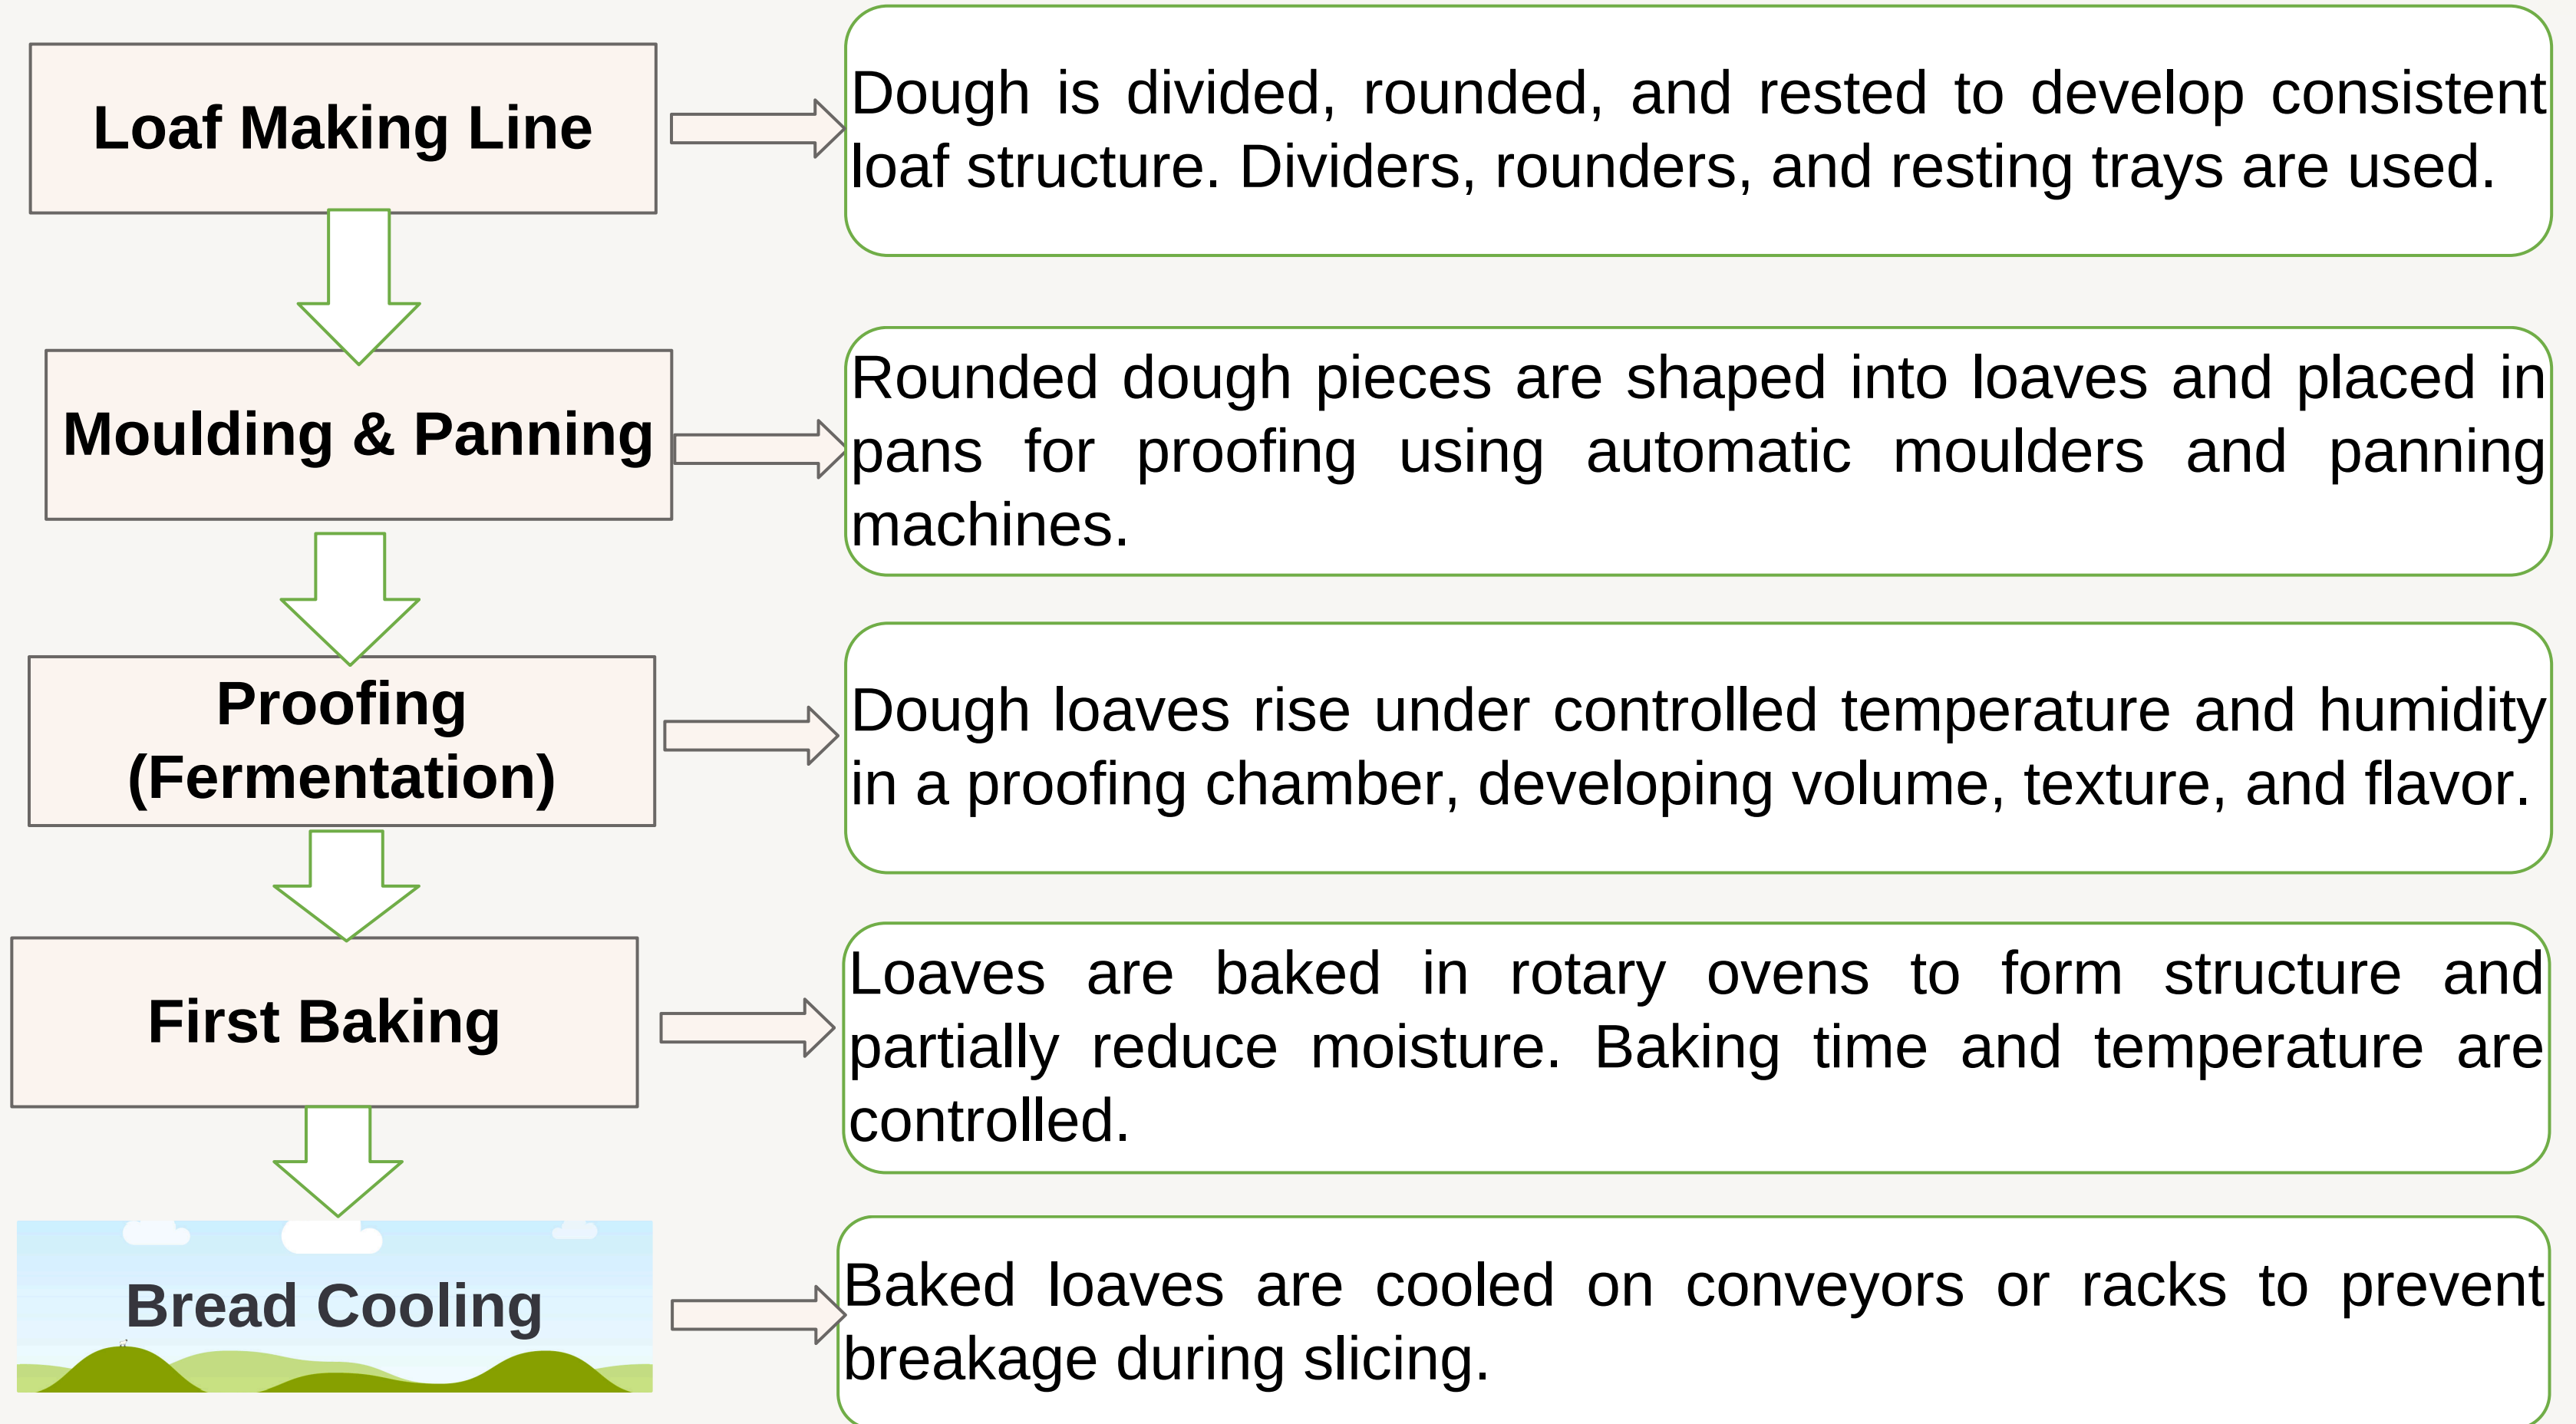 Loaf Making Line
Dough is divided, rounded, and rested to develop consistent
loaf structure. Dividers, rounders, and resting trays are used.
Moulding & Panning
Rounded dough pieces are shaped into loaves and placed in
pans for proofing using automatic moulders and panning
machines.
Proofing
(Fermentation)
Dough loaves rise under controlled temperature and humidity
in a proofing chamber, developing volume, texture, and flavor.
First Baking
Loaves are baked in rotary ovens to form structure and
partially reduce moisture. Baking time and temperature are
controlled.
Bread Cooling
Baked loaves are cooled on conveyors or racks to prevent
breakage during slicing.